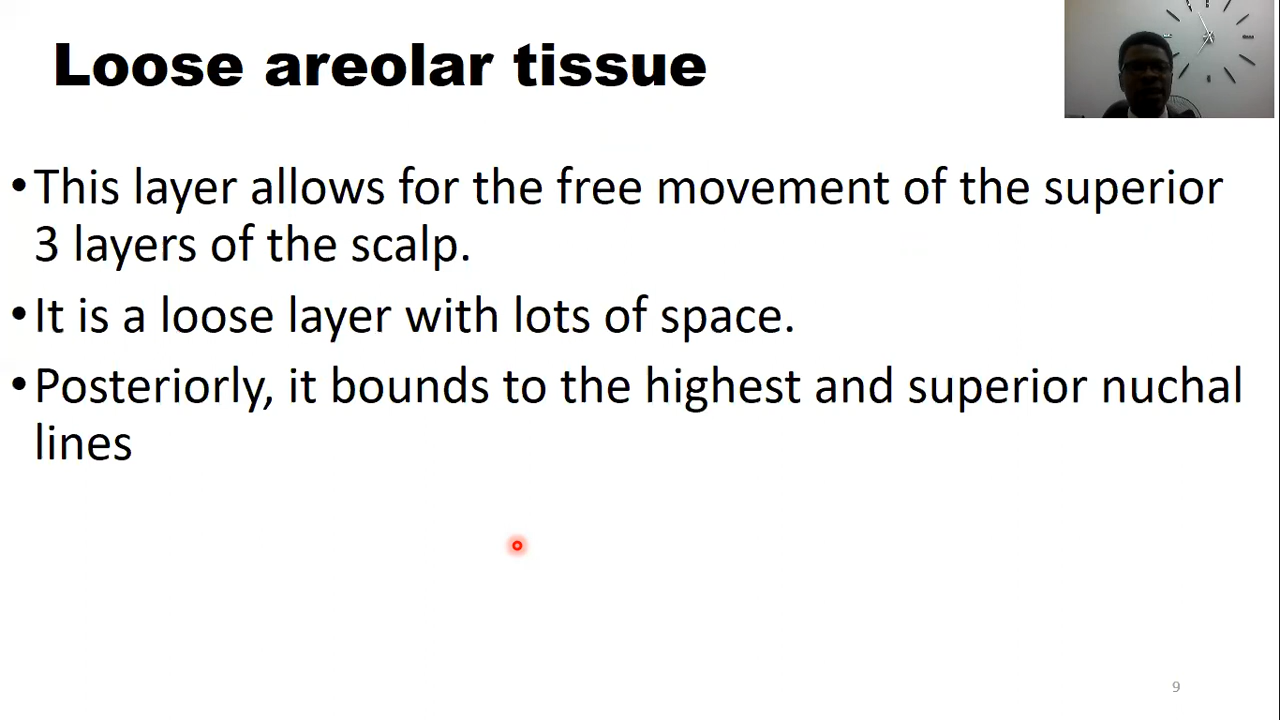 Loose areolar tissue
•This layer allows for the free movement of the superior
3 layers of the scalp.
•It is a loose layer with lots of space.
•Posteriorly, it bounds to the highest and superior nuchal
lines
9